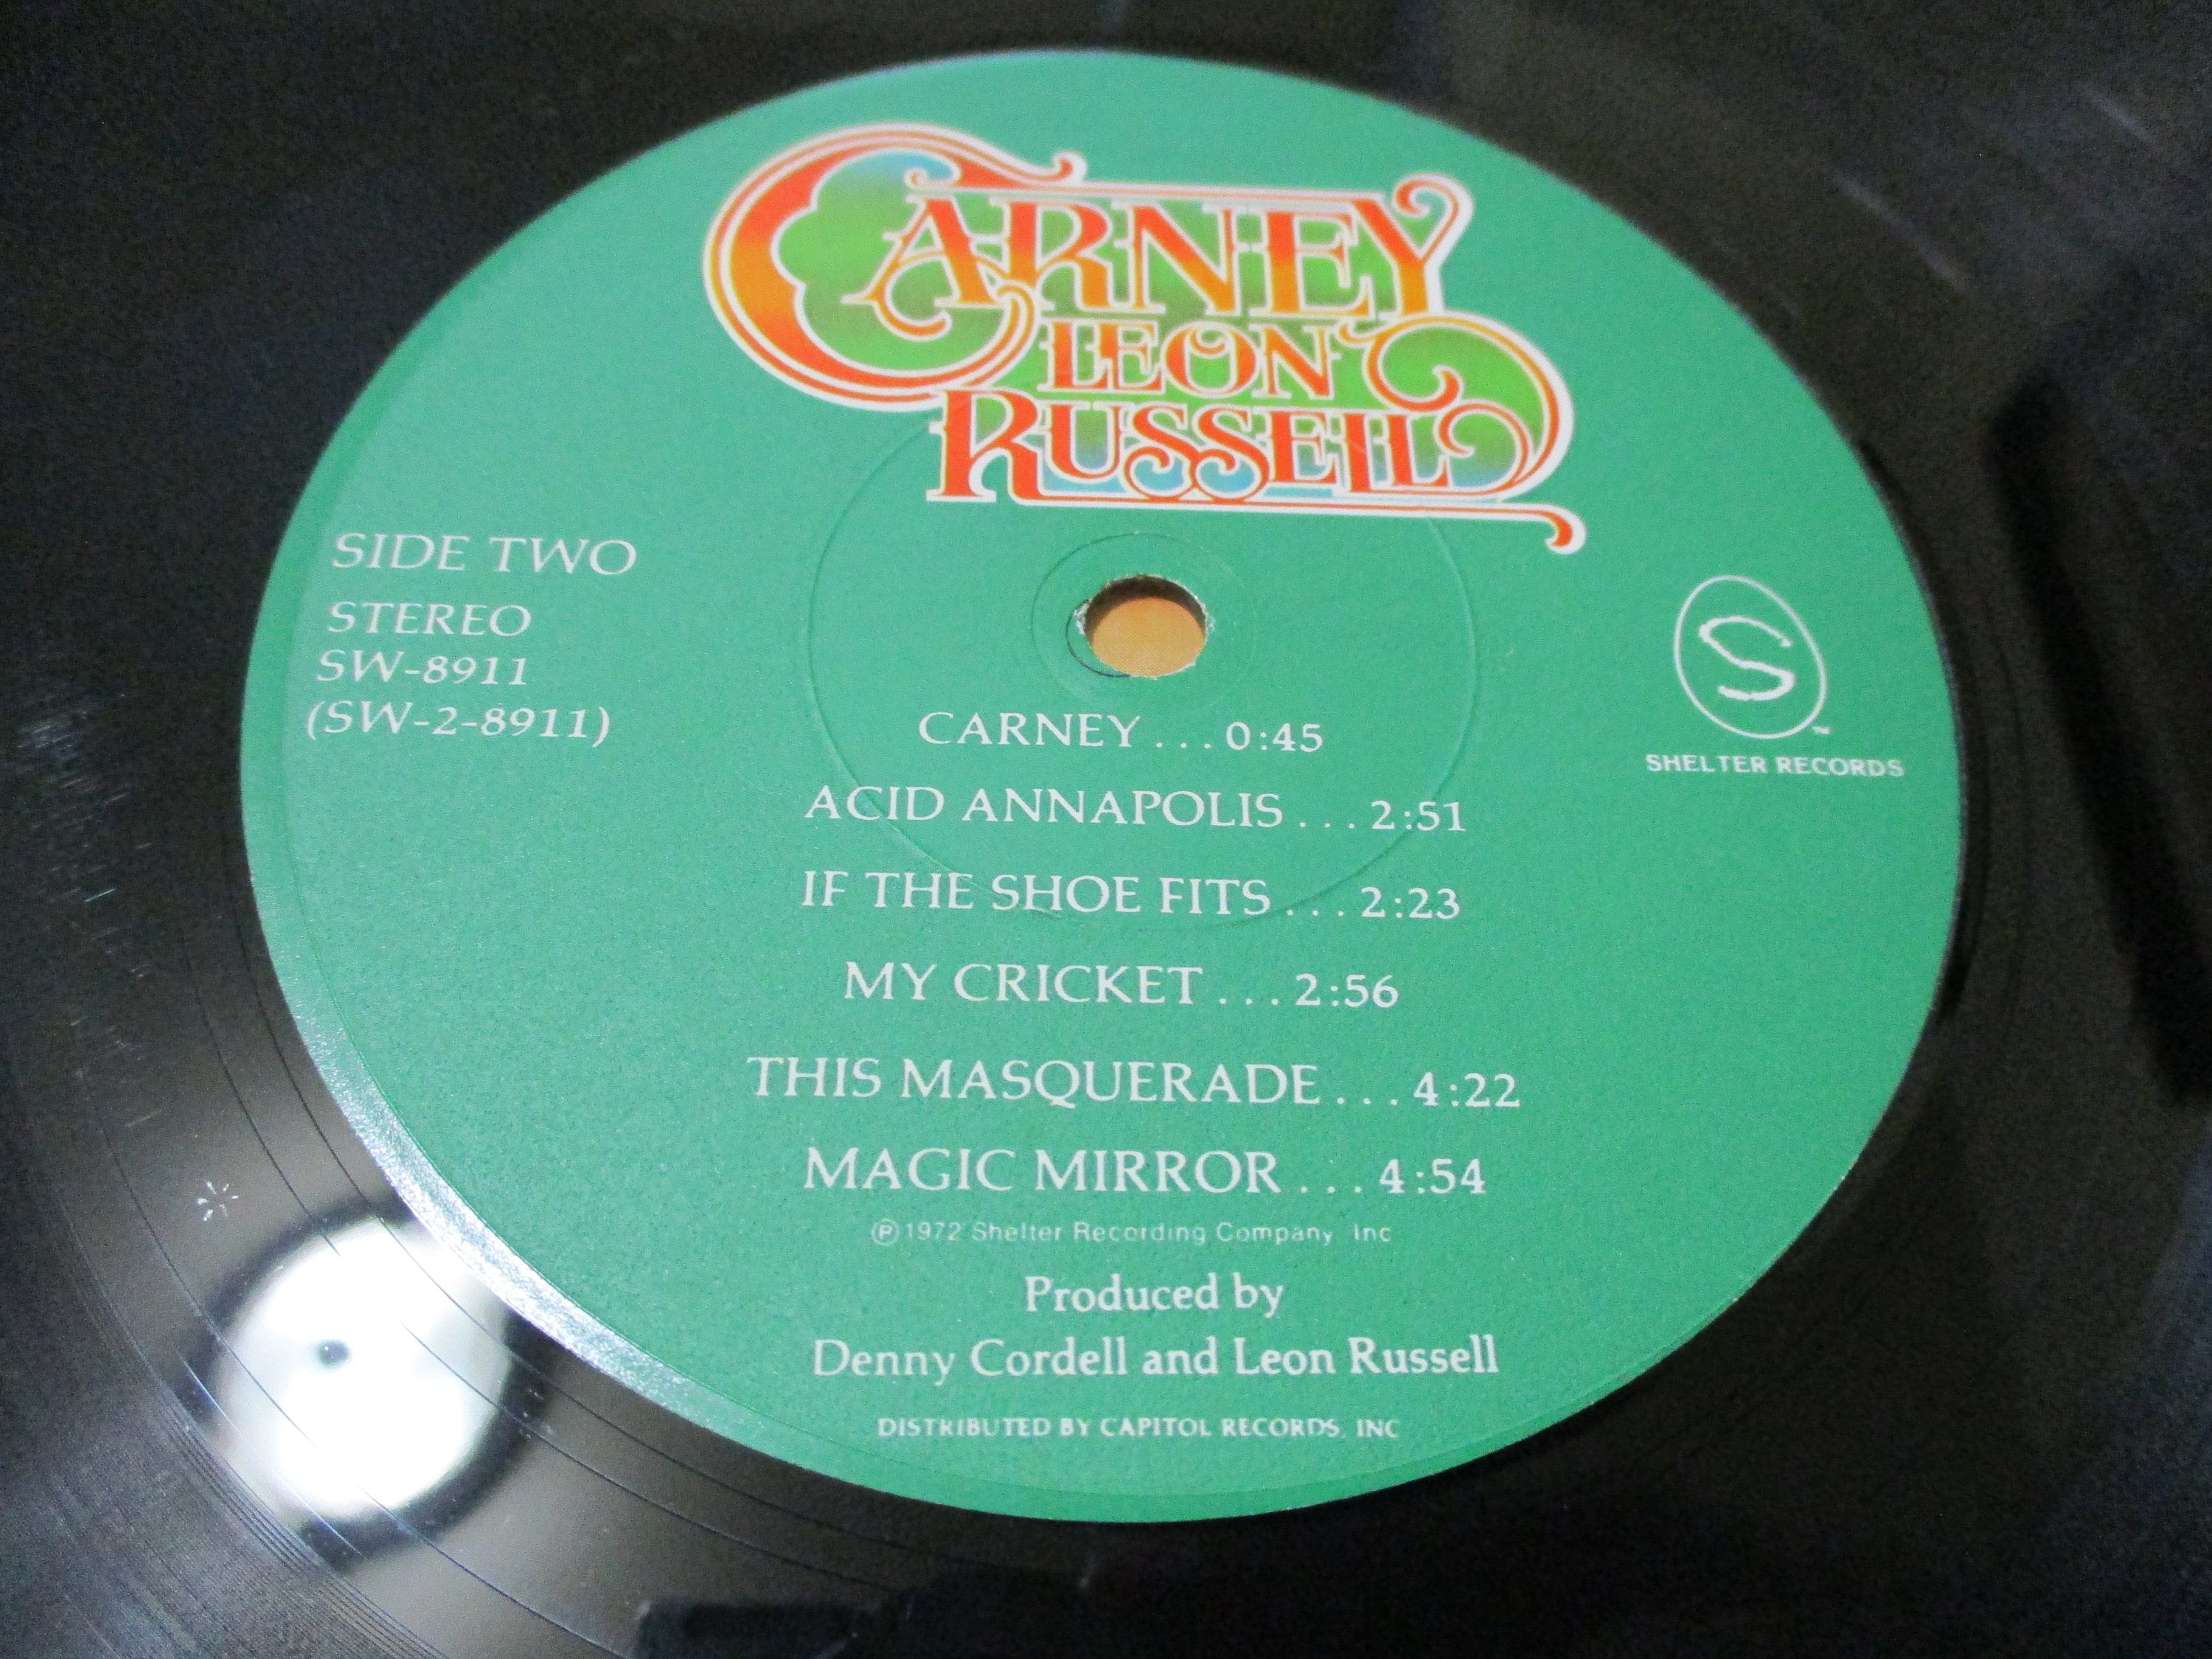 CARNEY
LEON
RUSSELL
SIDE TWO
STEREO
SW-8911
(SW-2-8911)
S
™
SHELTER RECORDS
CARNEY...0:45
ACID ANNAPOLIS...2:51
IF THE SHOE FITS...2:23
MY CRICKET...2:56
THIS MASQUERADE...4:22
MAGIC MIRROR...4:54
℗1972 Shelter Recording Company Inc
Produced by
Denny Cordell and Leon Russell
DISTRIBUTED BY CAPITOL RECORDS, INC